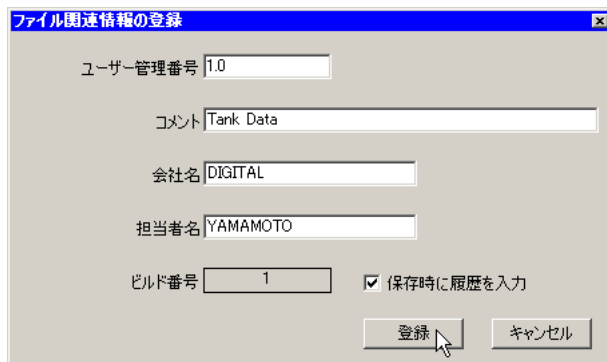 ファイル関連情報の登録
ユーザー管理番号 1.0
コメント Tank Data
会社名 DIGITAL
担当者名 YAMAMOTO
ビルド番号 1 保存時に履歴を入力
登録 キャンセル